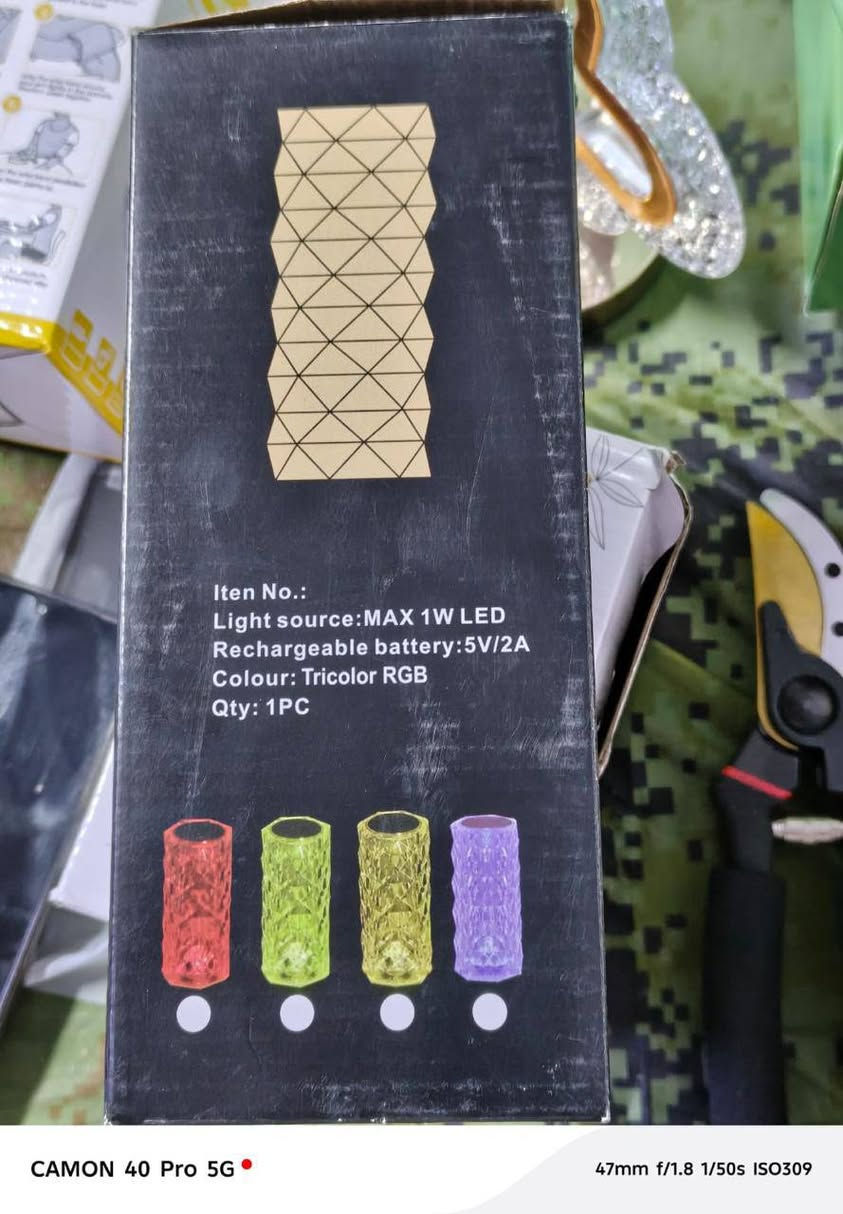 Iten No.:
Light source:MAX 1W LED
Rechargeable battery:5V/2A
Colour: Tricolor RGB
Qty: 1PC
CAMON 40 Pro 5G
47mm f/1.8 1/50s ISO309